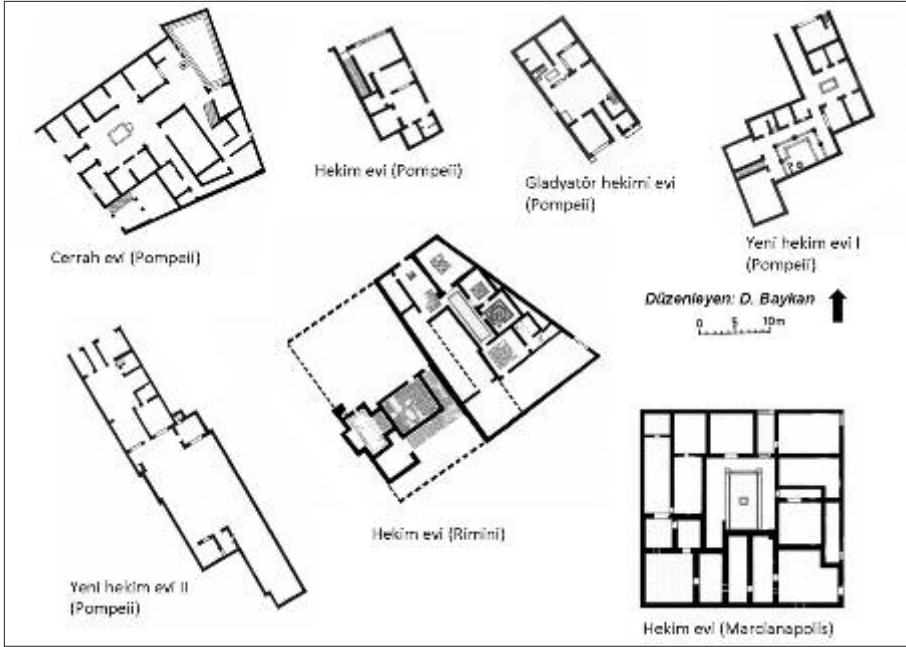 Cerrah evi (Pompeii)
Hekim evi (Pompeii)
Gladyatör hekimi evi
(Pompeii)
Yeni hekim evi I
(Pompeii)
Düzenleyen: D. Baykan
0 5 10m
Yeni hekim evi II
(Pompeii)
Hekim evi (Rimini)
Hekim evi (Marcianapolis)